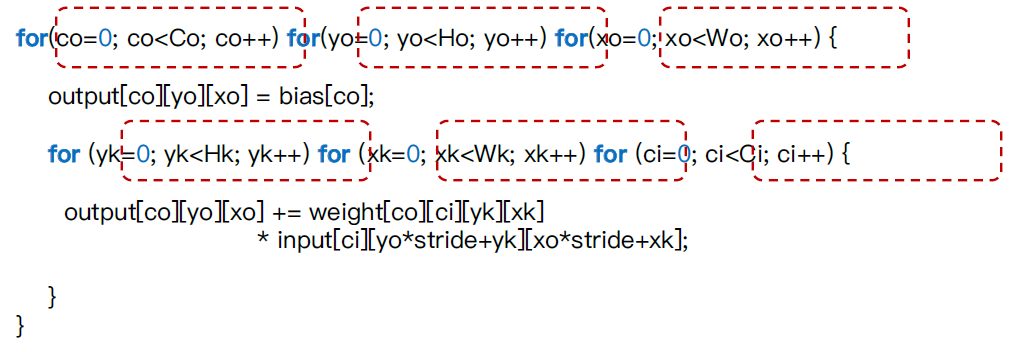 for(co=0; co<Co; co++) for(yo=0; yo<Ho; yo++) for(xo=0; xo<Wo; xo++) {
output[co][yo][xo] = bias[co];
for (yk=0; yk<Hk; yk++) for (xk=0; xk<Wk; xk++) for (ci=0; ci<Ci; ci++) {
output[co][yo][xo] += weight[co][ci][yk][xk]
* input[ci][yo*stride+yk][xo*stride+xk];
}
}